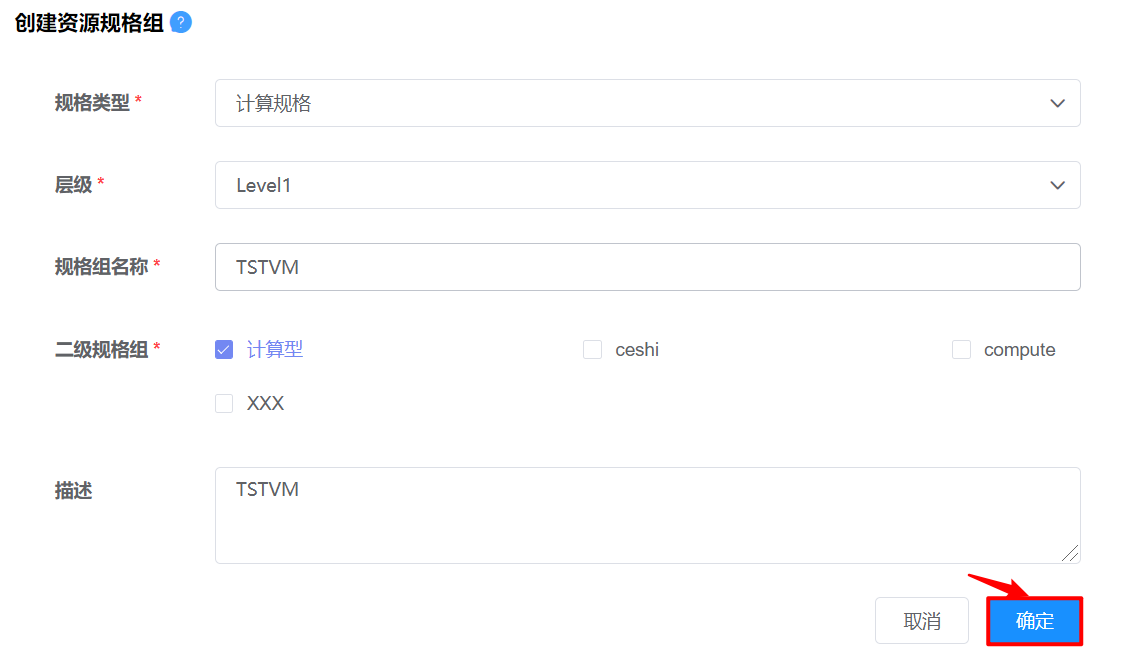 创建资源规格组 ?
规格类型 * 计算规格
层级 * Level1
规格组名称 * TSTVM
二级规格组 * 计算型 ceshi compute
XXX
描述 TSTVM
取消 确定